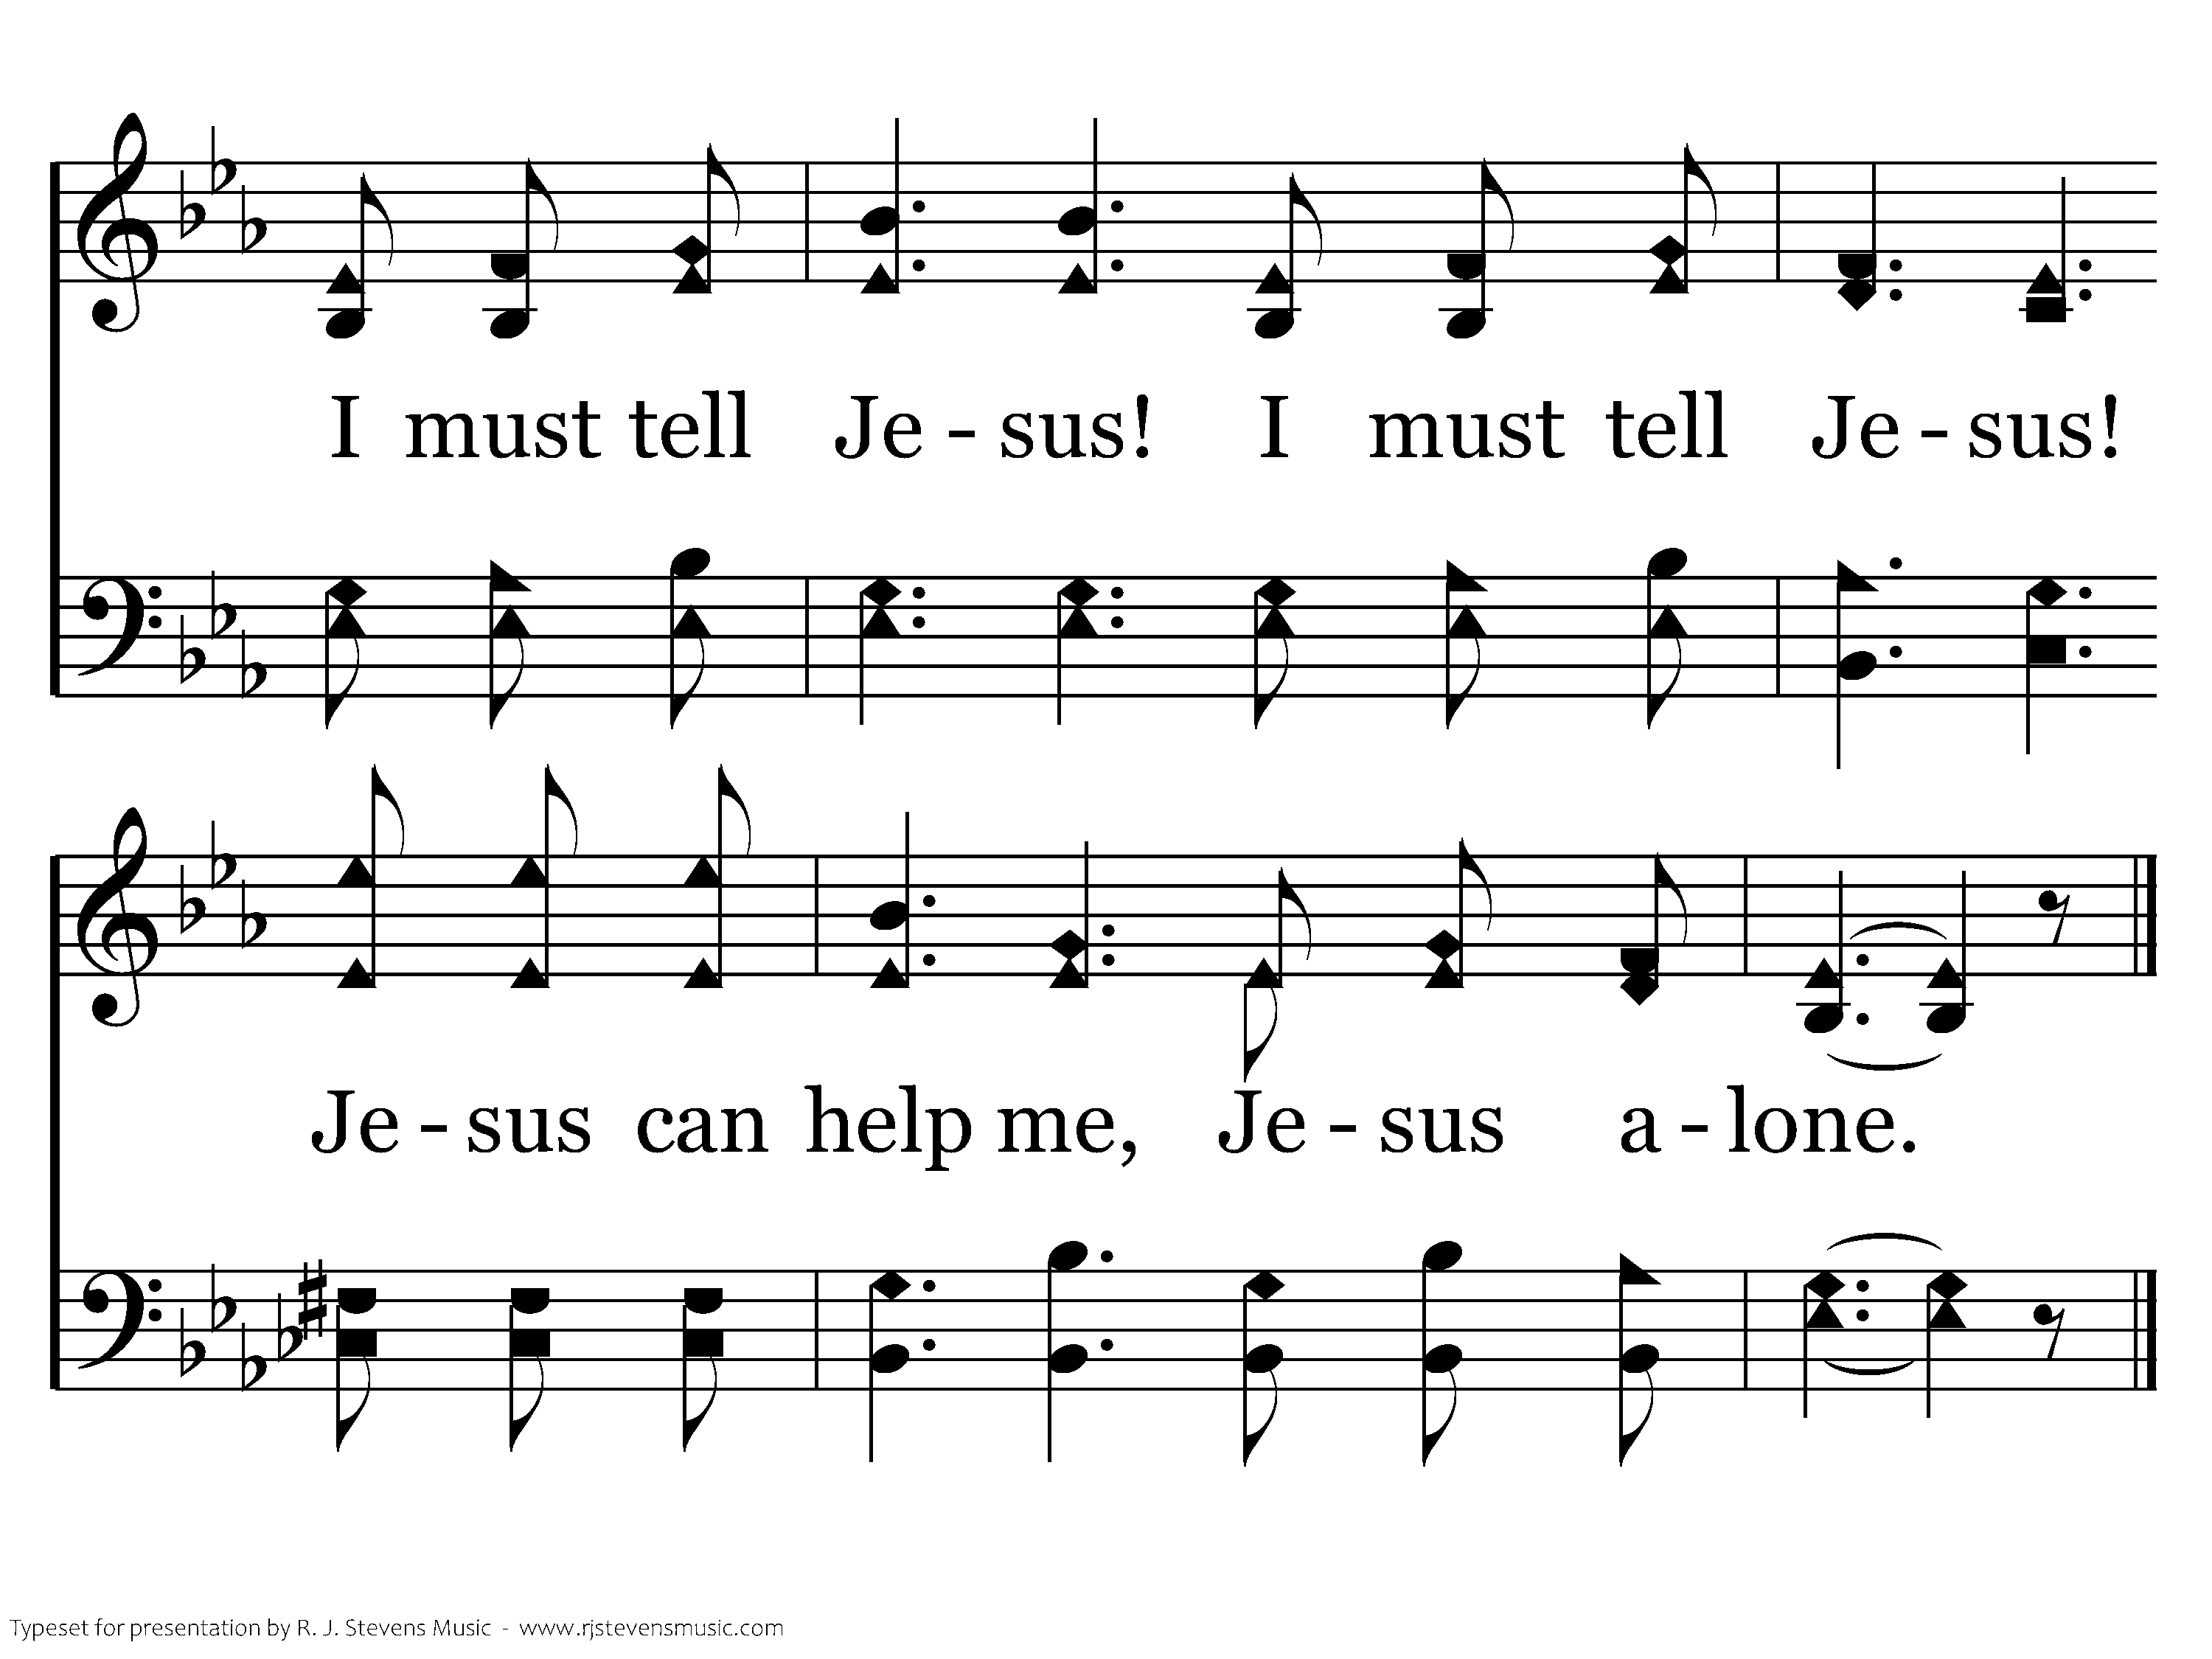 I must tell Je - sus! I must tell Je - sus!
Je - sus can help me, Je - sus a - lone.
Typeset for presentation by R. J. Stevens Music - www.rjstevensmusic.com